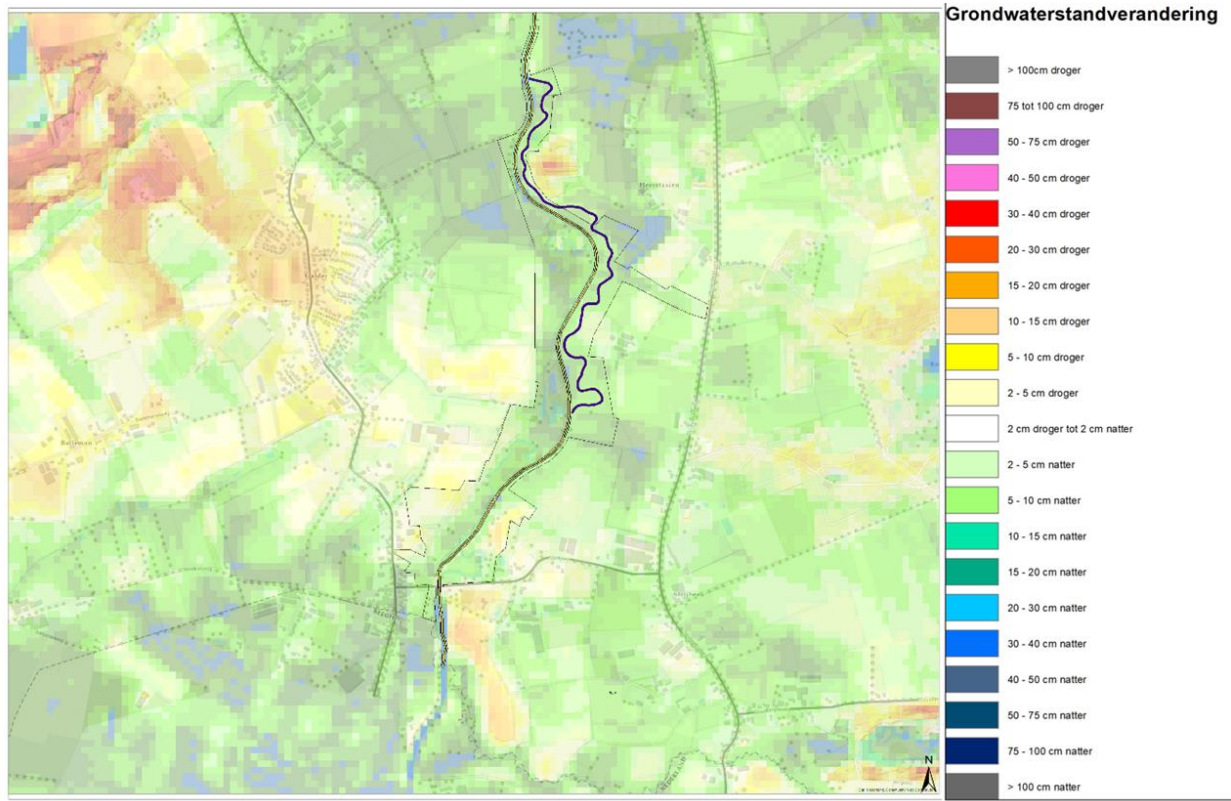 Grondwaterstandverandering
> 100cm droger
75 tot 100 cm droger
50 - 75 cm droger
40 - 50 cm droger
30 - 40 cm droger
20 - 30 cm droger
15 - 20 cm droger
10 - 15 cm droger
5 - 10 cm droger
2 - 5 cm droger
2 cm droger tot 2 cm natter
2 - 5 cm natter
5 - 10 cm natter
10 - 15 cm natter
15 - 20 cm natter
20 - 30 cm natter
30 - 40 cm natter
40 - 50 cm natter
50 - 75 cm natter
75 - 100 cm natter
> 100 cm natter
N